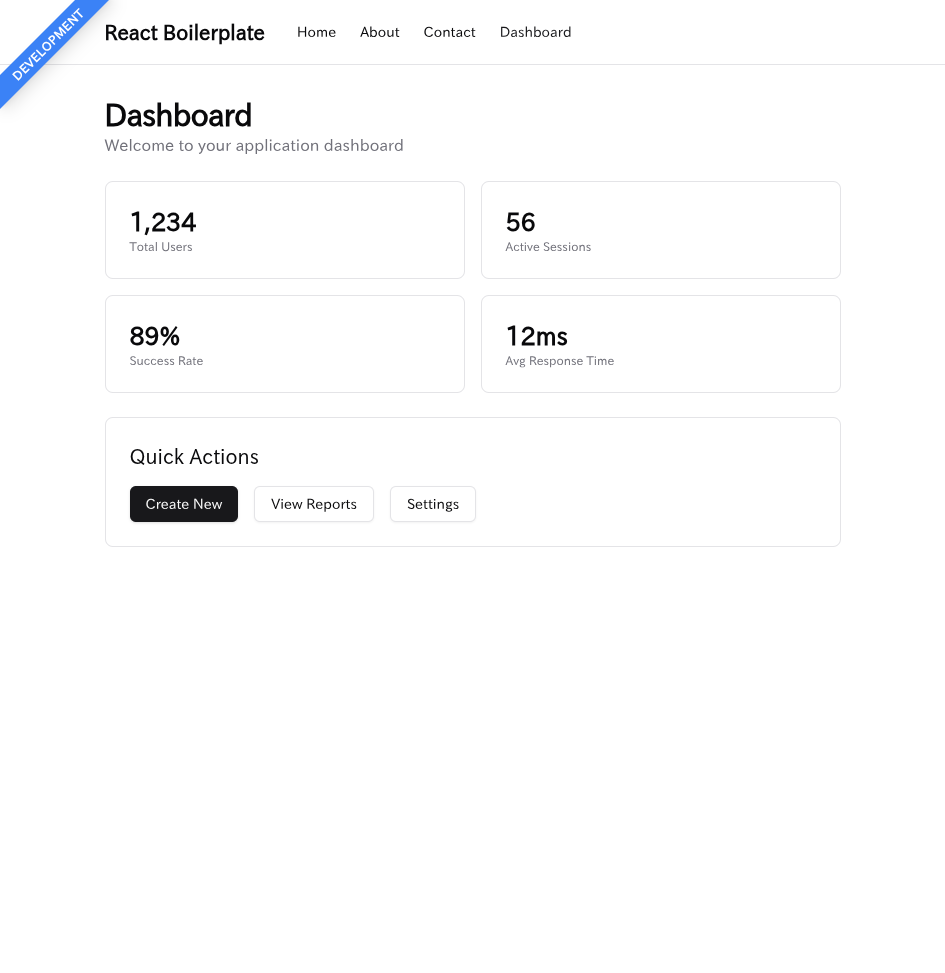 DEVELOPMENT
React Boilerplate Home About Contact Dashboard
Dashboard
Welcome to your application dashboard
1,234
Total Users
56
Active Sessions
89%
Success Rate
12ms
Avg Response Time
Quick Actions
Create New View Reports Settings